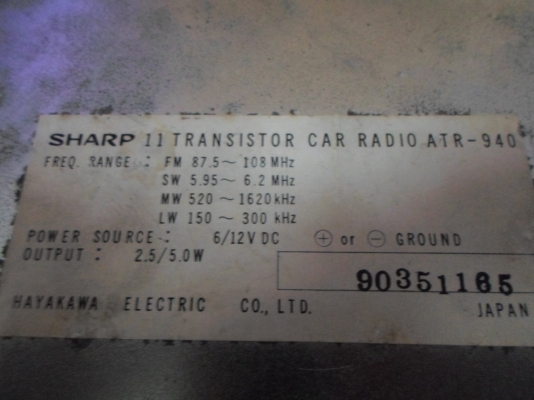 SHARP 11 TRANSISTOR CAR RADIO ATR-940
FREQ. RANGE : FM 87.5~ 108 MHz
SW 5.95~ 6.2 MHz
MW 520 ~ 1620 kHz
LW 150 ~ 300 kHz
POWER SOURCE : 6/12V DC ⊕ or ⊖ GROUND
OUTPUT : 2.5/5.0W
90351165
HAYAKAWA ELECTRIC CO., LTD. JAPAN